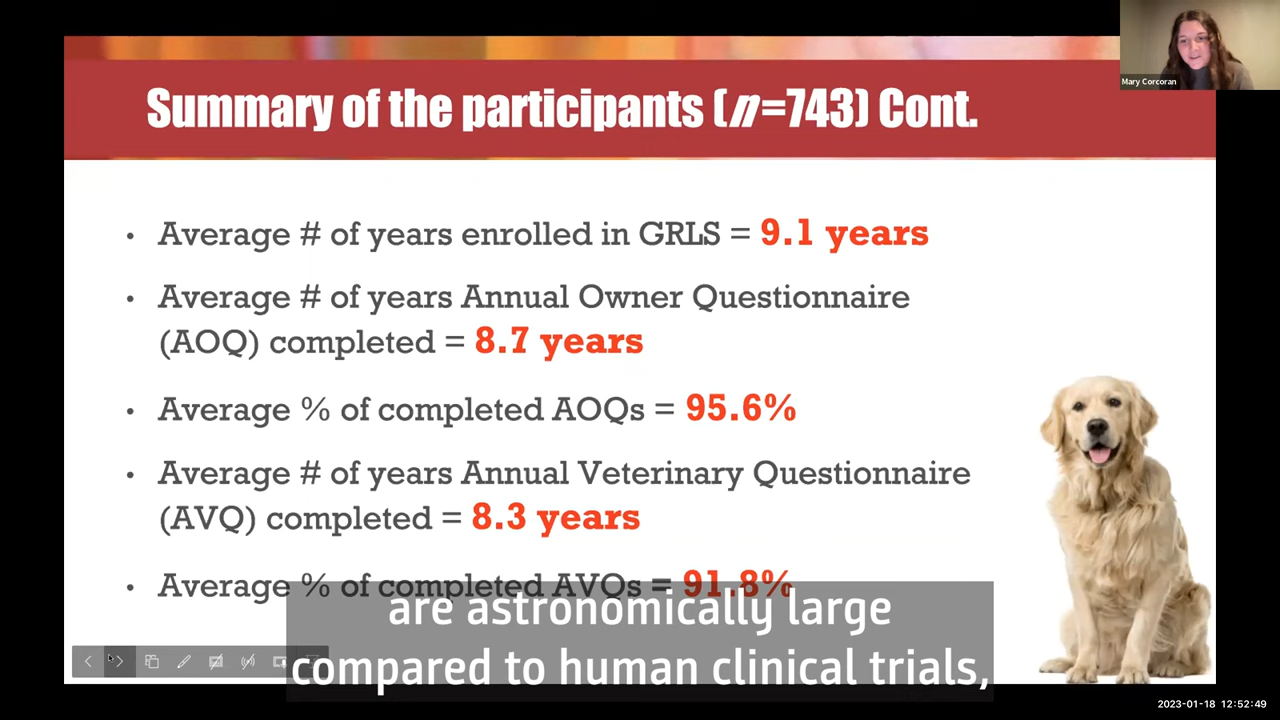 Mary Corcoran
Summary of the participants (n=743) Cont.
• Average # of years enrolled in GRLS = 9.1 years
• Average # of years Annual Owner Questionnaire
(AOQ) completed = 8.7 years
• Average % of completed AOQs = 95.6%
• Average # of years Annual Veterinary Questionnaire
(AVQ) completed = 8.3 years
• Average % of completed AVQs = 91.8%
are astronomically large
compared to human clinical trials,
2023-01-18 12:52:49